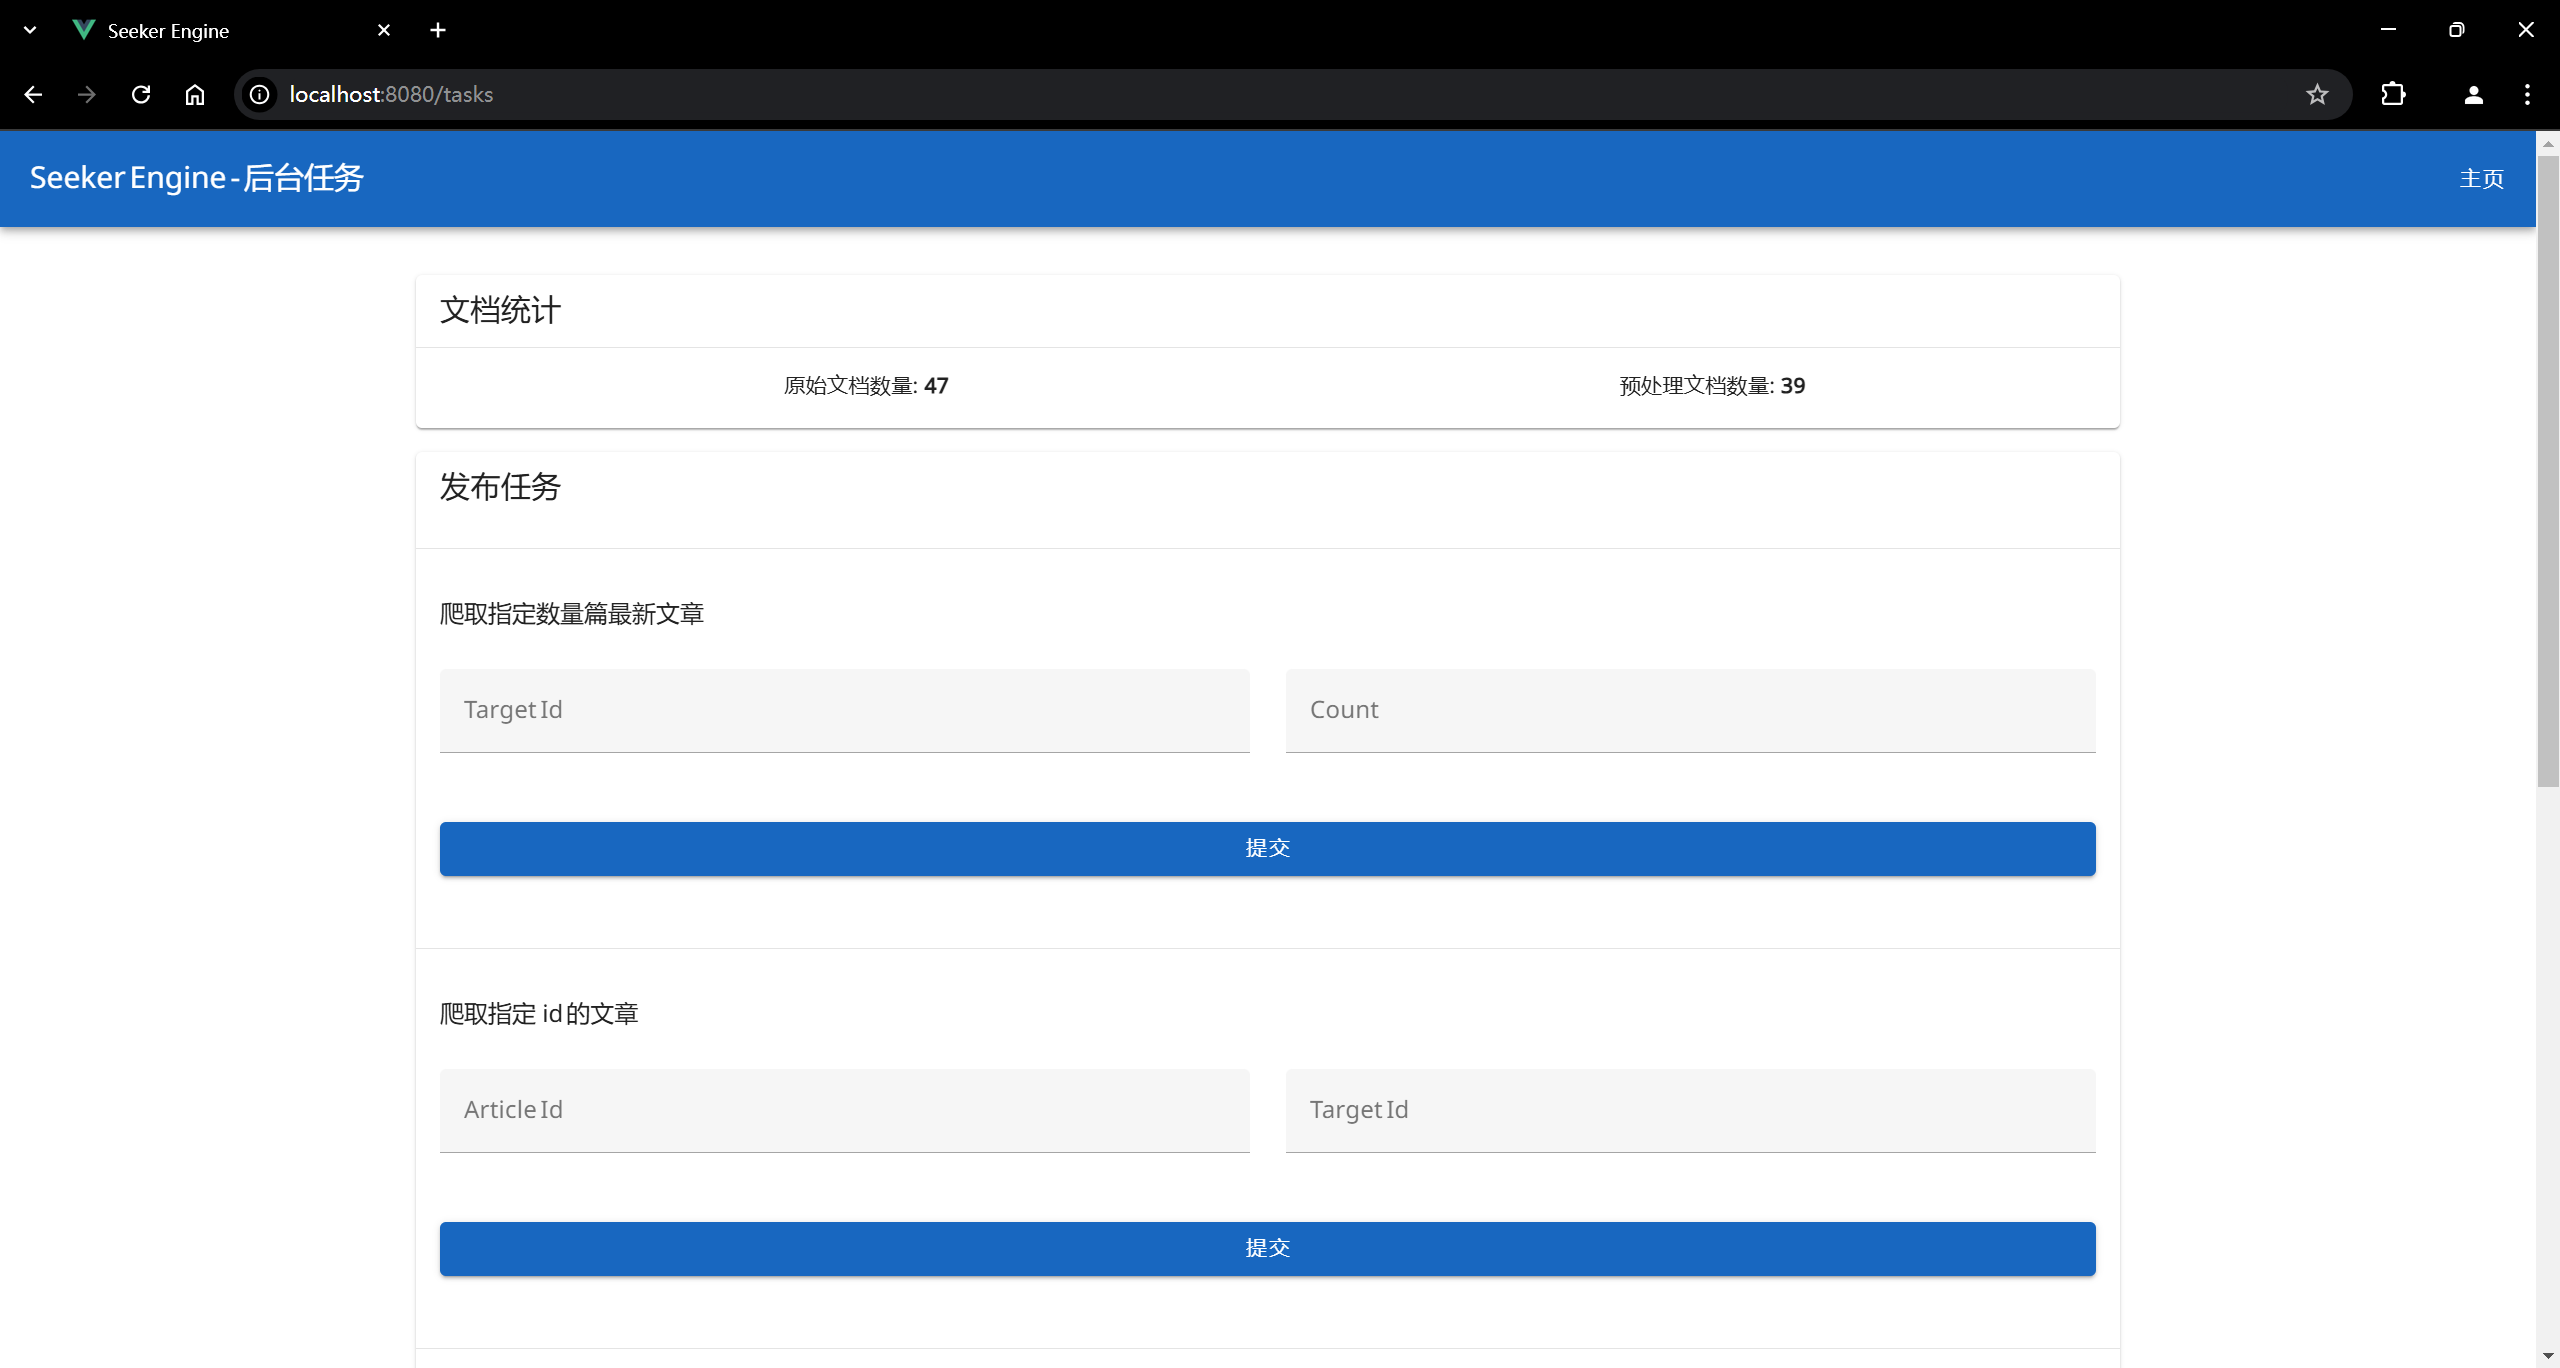 Seeker Engine
localhost:8080/tasks
Seeker Engine - 后台任务
主页
文档统计
原始文档数量: 47
预处理文档数量: 39
发布任务
爬取指定数量篇最新文章
Target Id
Count
提交
爬取指定 id 的文章
Article Id
Target Id
提交